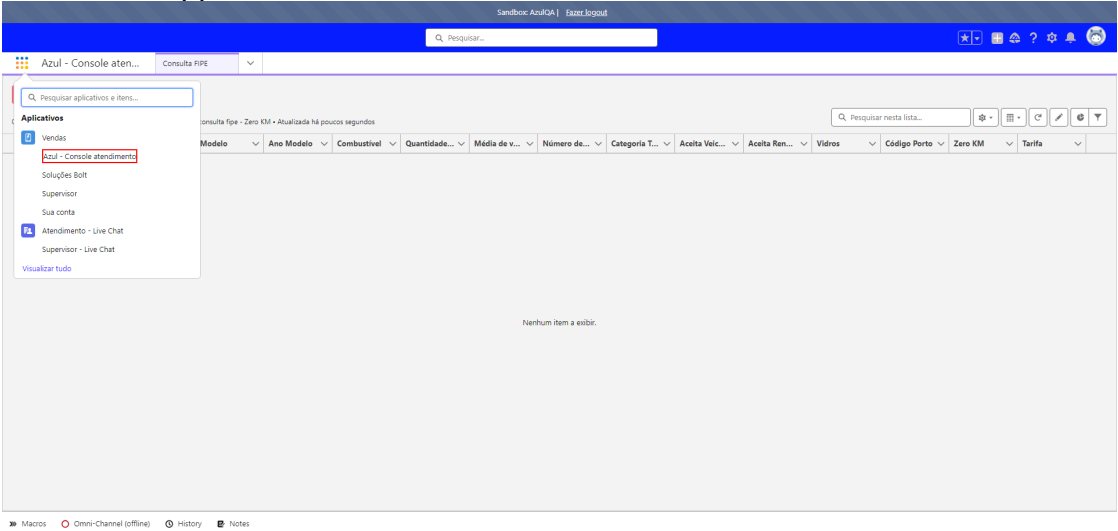 Sandbox: AzulQA | Fazer logout
Pesquisar...
Azul - Console aten...
Consulta FIPE
Pesquisar aplicativos e itens...
Aplicativos
Vendas
Azul - Console atendimento
Soluções Bolt
Supervisor
Sua conta
Atendimento - Live Chat
Supervisor - Live Chat
Visualizar tudo
consulta fipe - Zero KM • Atualizada há poucos segundos
Pesquisar nesta lista...
Modelo Ano Modelo Combustível Quantidade... Média de v... Número de... Categoria T... Aceita Veic... Aceita Ren... Vidros Código Porto Zero KM Tarifa
Nenhum item a exibir.
Macros Omni-Channel (offline) History Notes